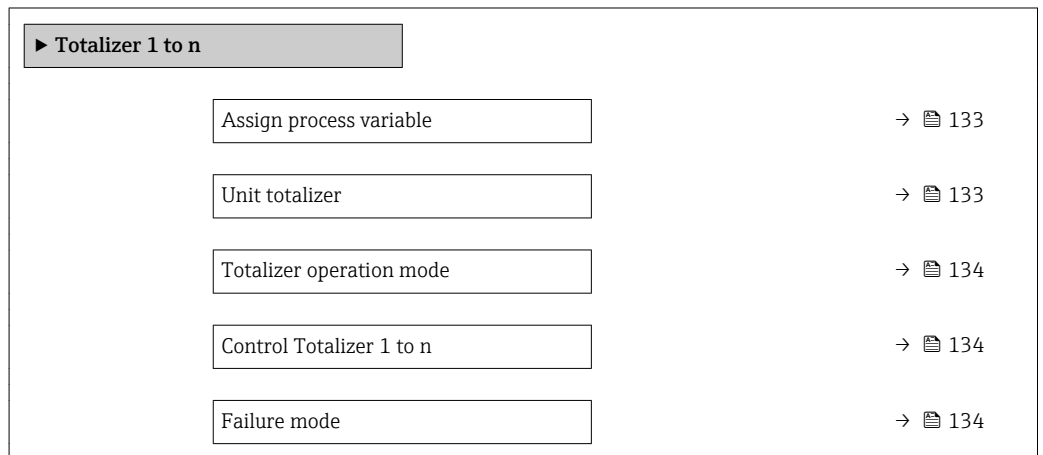 ▶ Totalizer 1 to n
Assign process variable → 133
Unit totalizer → 133
Totalizer operation mode → 134
Control Totalizer 1 to n → 134
Failure mode → 134